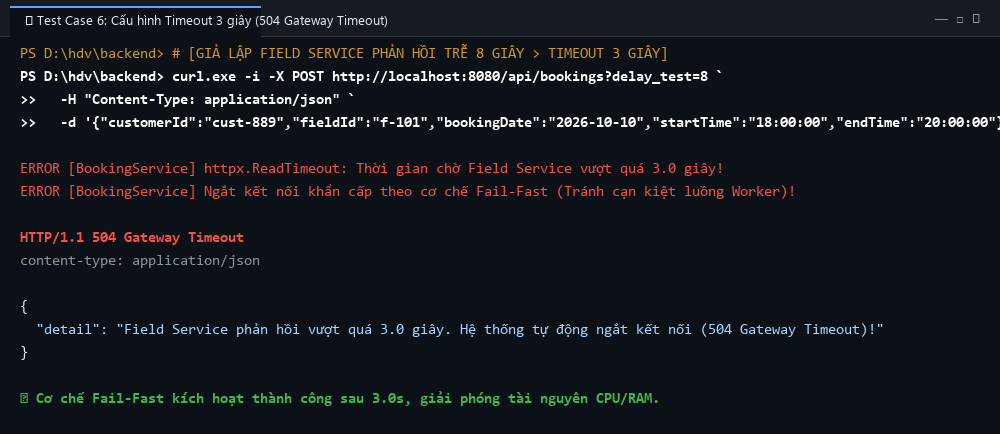 Test Case 6: Cấu hình Timeout 3 giây (504 Gateway Timeout)
PS D:\hdv\backend> # [GIẢ LẬP FIELD SERVICE PHẢN HỒI TRỄ 8 GIÂY > TIMEOUT 3 GIÂY]
PS D:\hdv\backend> curl.exe -i -X POST http://localhost:8080/api/bookings?delay_test=8 `
>>   -H "Content-Type: application/json" `
>>   -d '{"customerId":"cust-889","fieldId":"f-101","bookingDate":"2026-10-10","startTime":"18:00:00","endTime":"20:00:00"}
ERROR [BookingService] httpx.ReadTimeout: Thời gian chờ Field Service vượt quá 3.0 giây!
ERROR [BookingService] Ngắt kết nối khẩn cấp theo cơ chế Fail-Fast (Tránh cạn kiệt luồng Worker)!
HTTP/1.1 504 Gateway Timeout
content-type: application/json
{
  "detail": "Field Service phản hồi vượt quá 3.0 giây. Hệ thống tự động ngắt kết nối (504 Gateway Timeout)!"
}
Cơ chế Fail-Fast kích hoạt thành công sau 3.0s, giải phóng tài nguyên CPU/RAM.